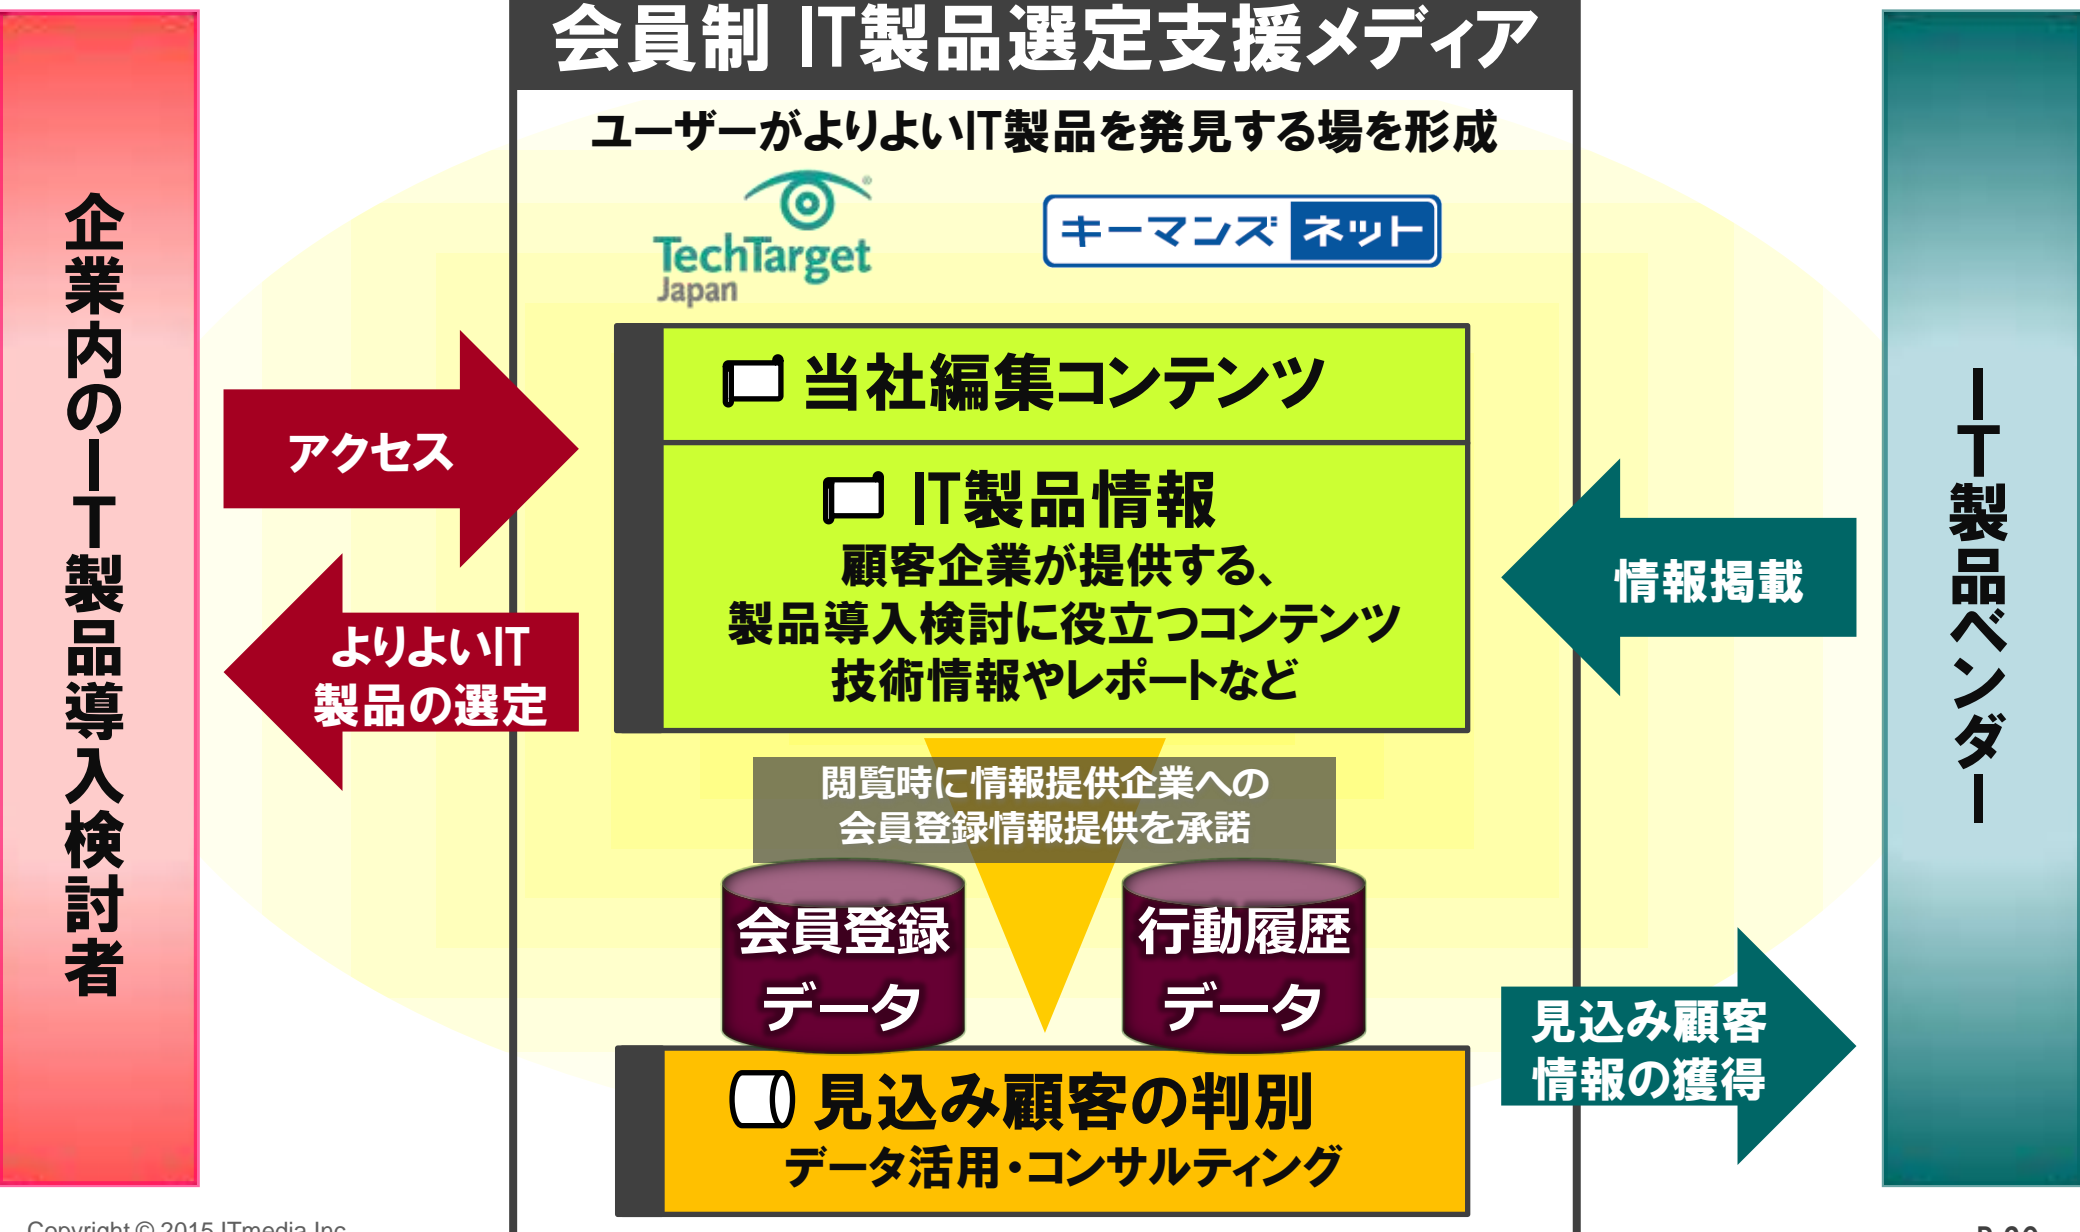 会員制 IT製品選定支援メディア
ユーザーがよりよいIT製品を発見する場を形成
TechTarget
Japan
キーマンズネット
企業内のIT製品導入検討者
アクセス
よりよいIT
製品の選定
当社編集コンテンツ
IT製品情報
顧客企業が提供する、
製品導入検討に役立つコンテンツ
技術情報やレポートなど
情報掲載
IT製品ベンダー
閲覧時に情報提供企業への
会員登録情報提供を承諾
会員登録
データ
行動履歴
データ
見込み顧客
情報の獲得
見込み顧客の判別
データ活用・コンサルティング
Copyright © 2015 ITmedia Inc